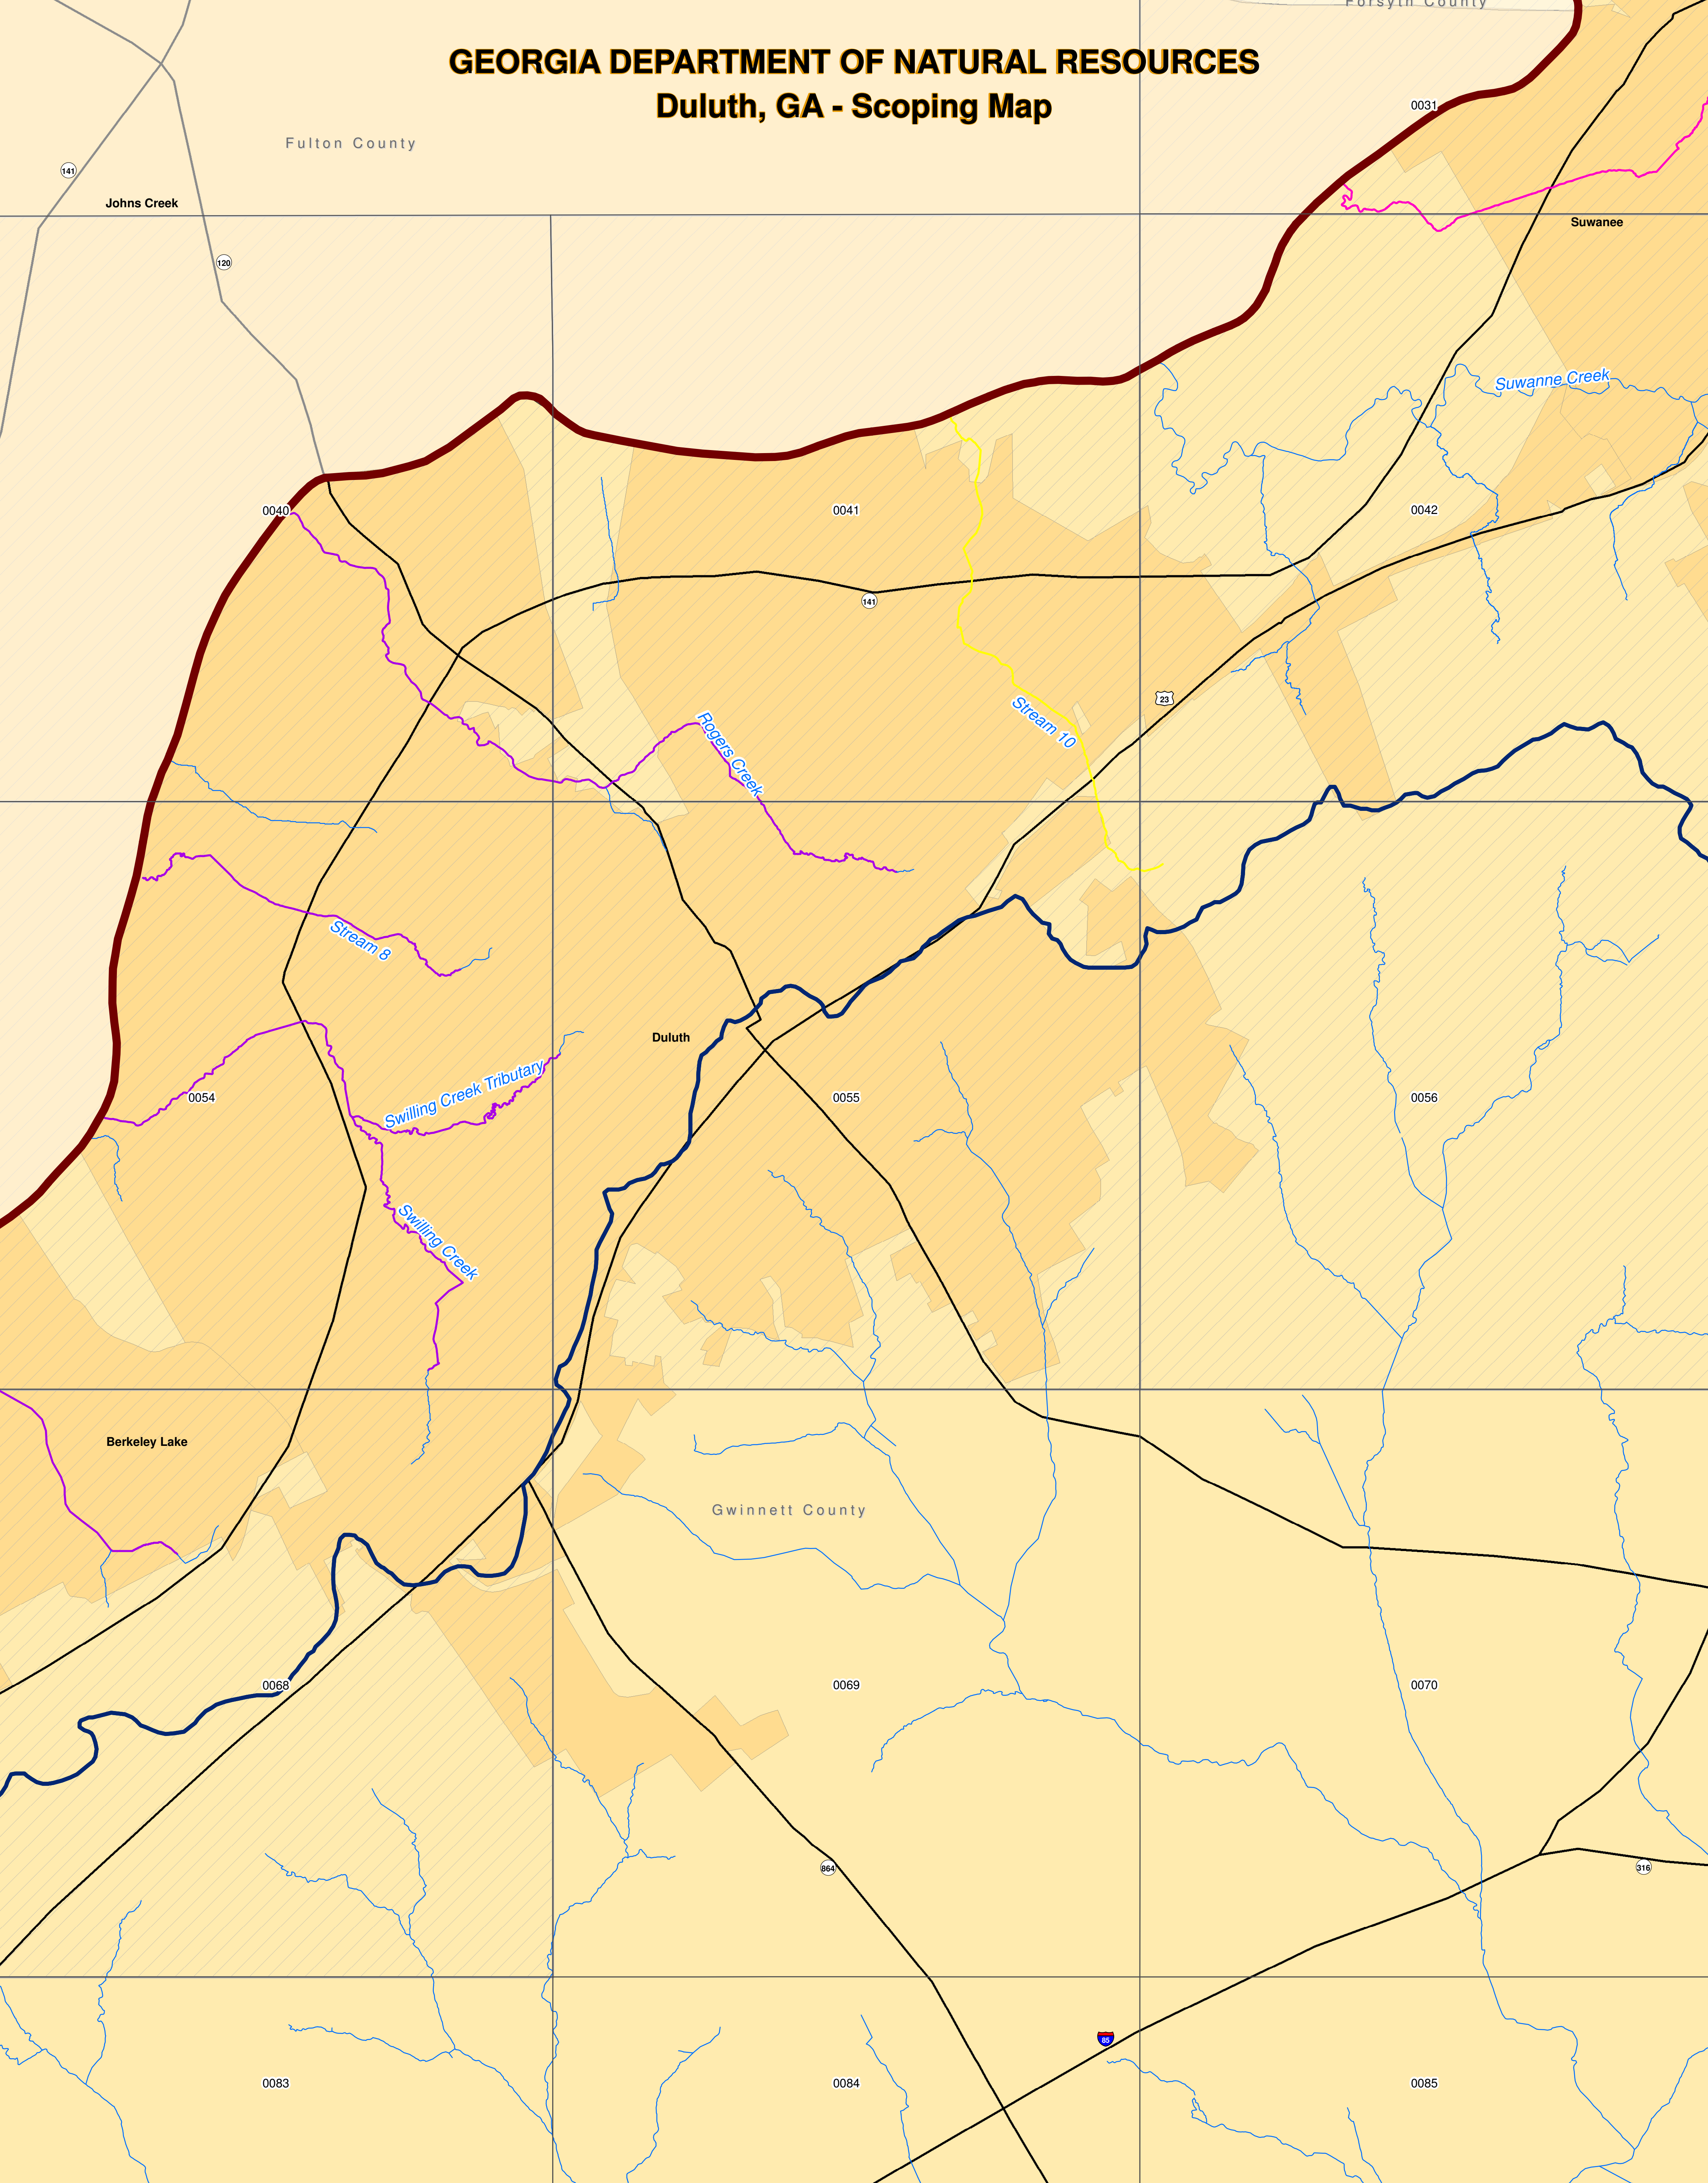 Forsyth County
GEORGIA DEPARTMENT OF NATURAL RESOURCES
Duluth, GA - Scoping Map
0031
Fulton County
141
Johns Creek
Suwanee
120
Suwanne Creek
0040
0041
0042
141
23
Stream 10
Rogers Creek
Stream 8
Duluth
0054
Swilling Creek Tributary
0055
0056
Swilling Creek
Berkeley Lake
Gwinnett County
0068
0069
0070
864
316
85
0083
0084
0085